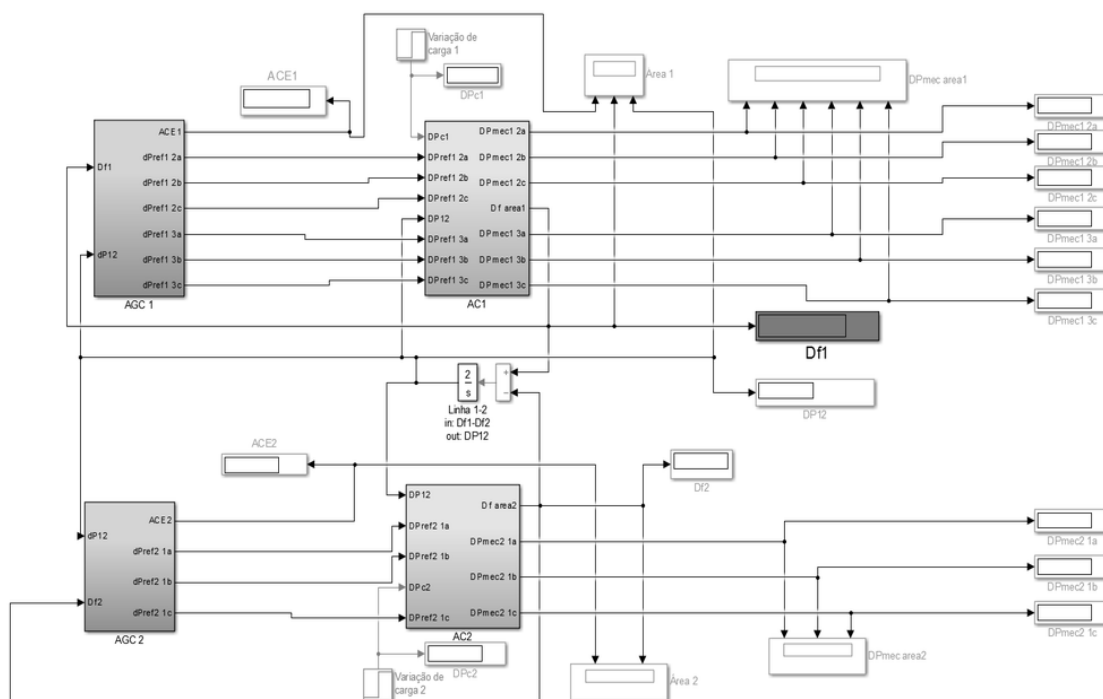 Variação de
carga 1
DPc1
ACE1
Área 1
DPmec area1
AGC 1
Df1
dP12
ACE1
dPref1 2a
dPref1 2b
dPref1 2c
dPref1 3a
dPref1 3b
dPref1 3c
AC1
DPc1
DPref1 2a
DPref1 2b
DPref1 2c
DP12
DPref1 3a
DPref1 3b
DPref1 3c
DPmec1 2a
DPmec1 2b
DPmec1 2c
Df area1
DPmec1 3a
DPmec1 3b
DPmec1 3c
DPmec1 2a
DPmec1 2b
DPmec1 2c
DPmec1 3a
DPmec1 3b
DPmec1 3c
Df1
DP12
2
s
+
−
Linha 1-2
in: Df1-Df2
out: DP12
ACE2
Df2
AGC 2
dP12
Df2
ACE2
dPref2 1a
dPref2 1b
dPref2 1c
AC2
DP12
DPref2 1a
DPref2 1b
DPc2
DPref2 1c
Df area2
DPmec2 1a
DPmec2 1b
DPmec2 1c
DPmec2 1a
DPmec2 1b
DPmec2 1c
DPmec area2
DPc2
Variação de
carga 2
Área 2